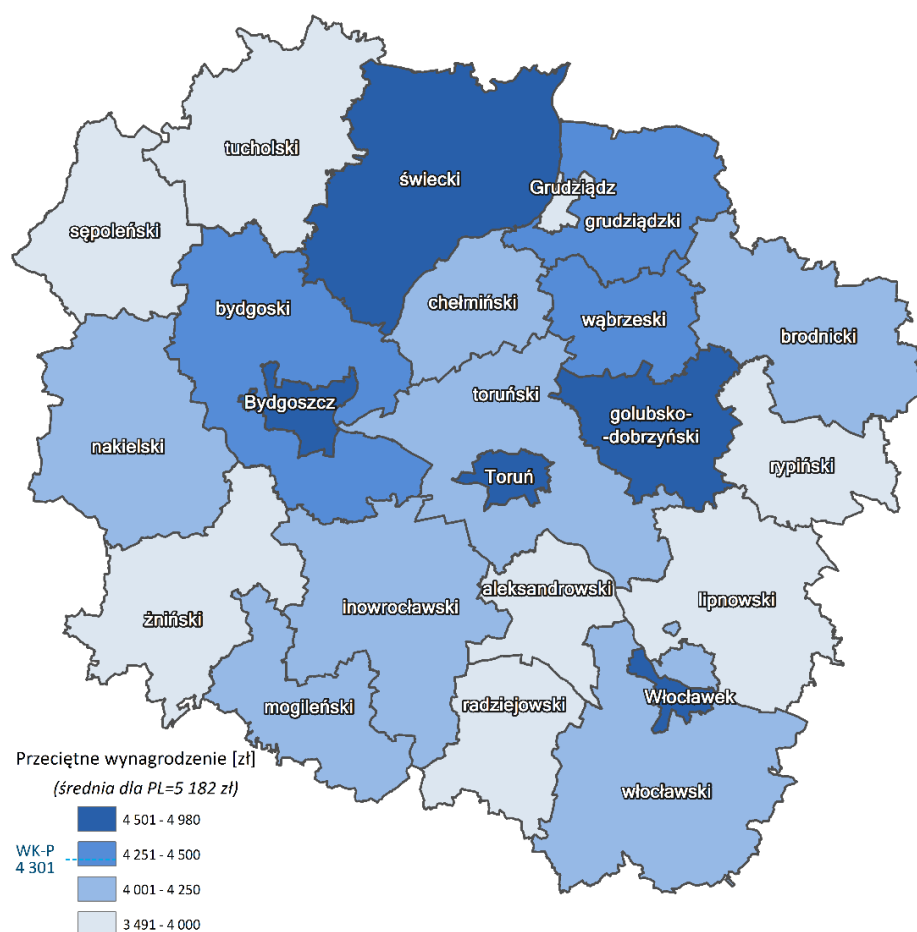 tucholski
świecki
Grudziądz
grudziądzki
sępoleński
bydgoski
chełmiński
wąbrzeski
brodnicki
Bydgoszcz
toruński
golubsko-
-dobrzyński
nakielski
rypiński
Toruń
aleksandrowski
lipnowski
inowrocławski
żniński
mogileński
radziejowski
Włocławek
włocławski
Przeciętne wynagrodzenie [zł]
(średnia dla PL=5 182 zł)
4 501 - 4 980
WK-P
4 301
4 251 - 4 500
4 001 - 4 250
3 491 - 4 000